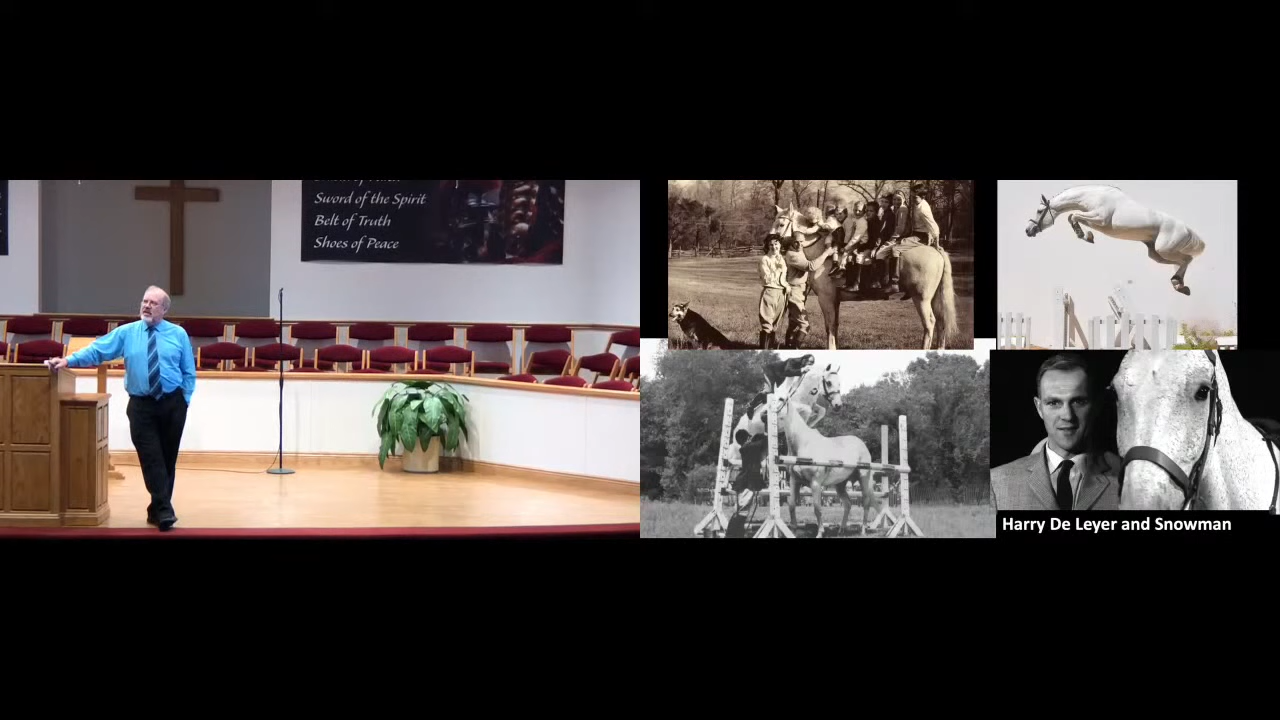 Sword of the Spirit
Belt of Truth
Shoes of Peace
Harry De Leyer and Snowman